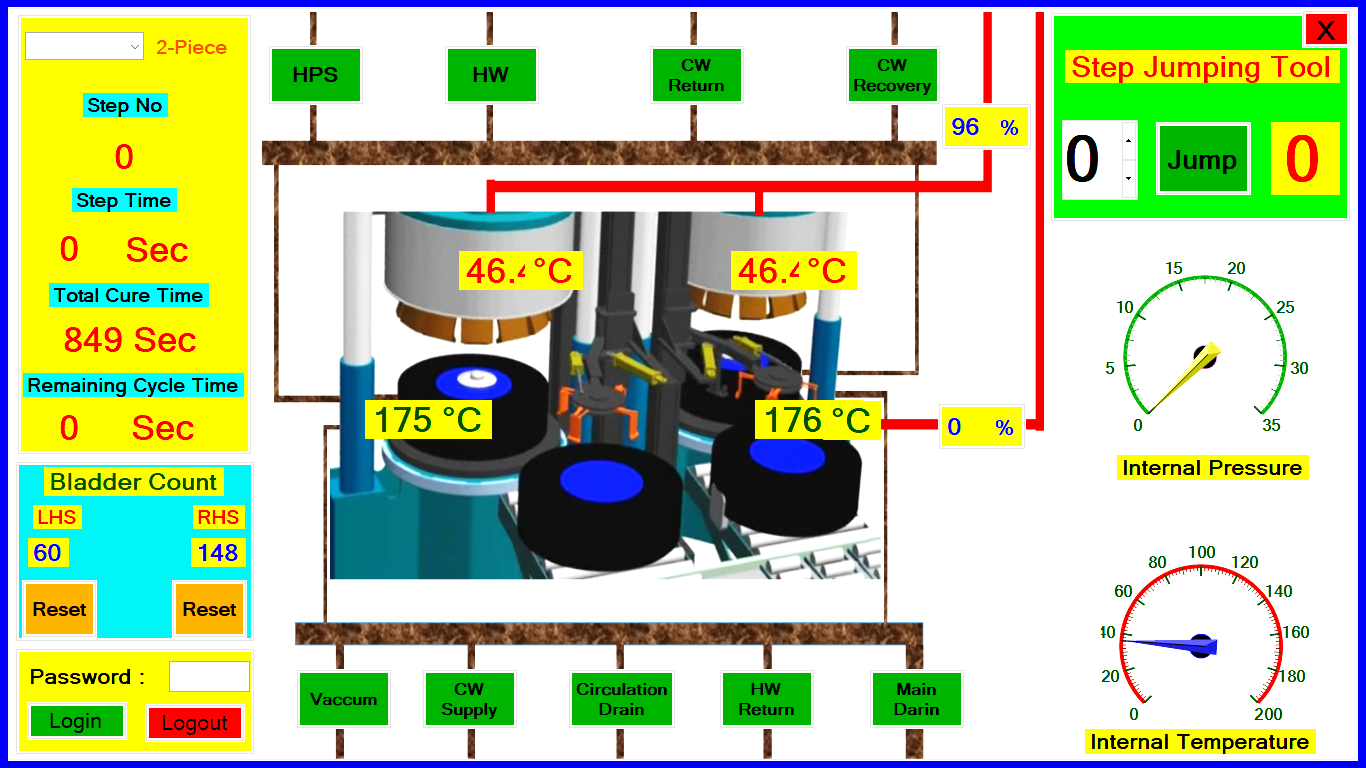 2-Piece
Step No
0
Step Time
0 Sec
Total Cure Time
849 Sec
Remaining Cycle Time
0 Sec
Bladder Count
LHS RHS
60 148
Reset Reset
Password :
Login Logout
HPS
HW
CW
Return
CW
Recovery
96 %
46.4 °C
46.4 °C
175 °C
176 °C
0 %
Vaccum
CW
Supply
Circulation
Drain
HW
Return
Main
Darin
X
Step Jumping Tool
0 Jump 0
0 5 10 15 20 25 30 35
Internal Pressure
0 20 40 60 80 100 120 140 160 180 200
Internal Temperature